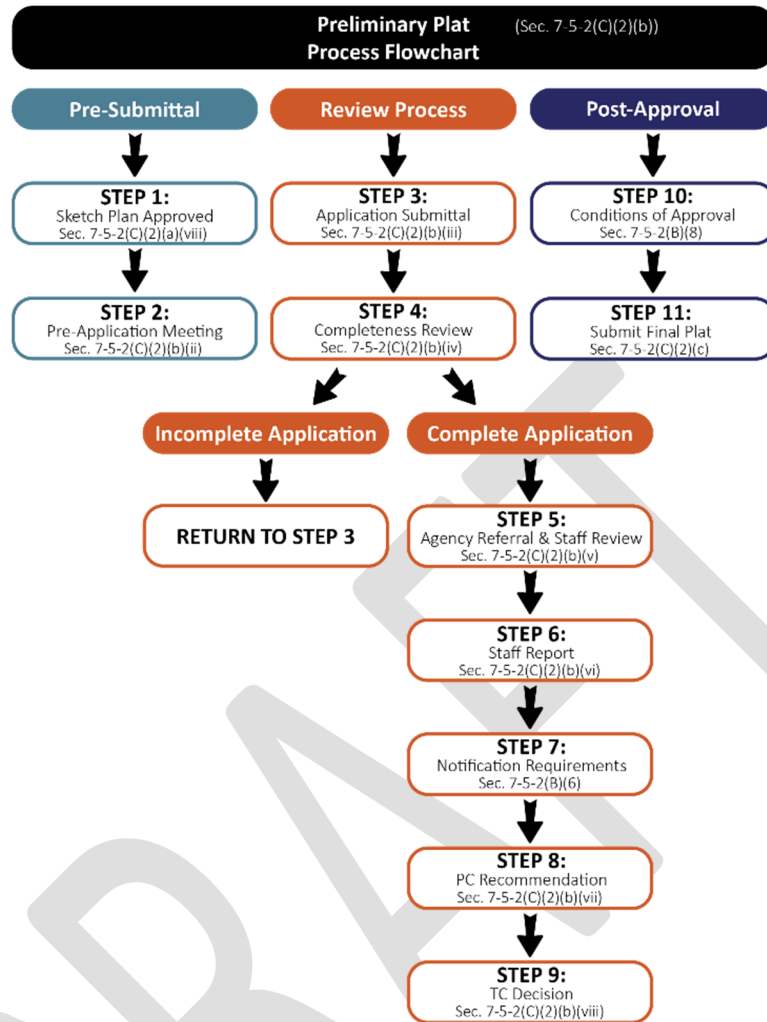 Preliminary Plat (Sec. 7-5-2(C)(2)(b))
Process Flowchart
Pre-Submittal
STEP 1:
Sketch Plan Approved
Sec. 7-5-2(C)(2)(a)(viii)
STEP 2:
Pre-Application Meeting
Sec. 7-5-2(C)(2)(b)(ii)
Review Process
STEP 3:
Application Submittal
Sec. 7-5-2(C)(2)(b)(iii)
STEP 4:
Completeness Review
Sec. 7-5-2(C)(2)(b)(iv)
Incomplete Application
RETURN TO STEP 3
Complete Application
STEP 5:
Agency Referral & Staff Review
Sec. 7-5-2(C)(2)(b)(v)
STEP 6:
Staff Report
Sec. 7-5-2(C)(2)(b)(vi)
STEP 7:
Notification Requirements
Sec. 7-5-2(B)(6)
STEP 8:
PC Recommendation
Sec. 7-5-2(C)(2)(b)(vii)
STEP 9:
TC Decision
Sec. 7-5-2(C)(2)(b)(viii)
Post-Approval
STEP 10:
Conditions of Approval
Sec. 7-5-2(B)(8)
STEP 11:
Submit Final Plat
Sec. 7-5-2(C)(2)(c)
DRAFT